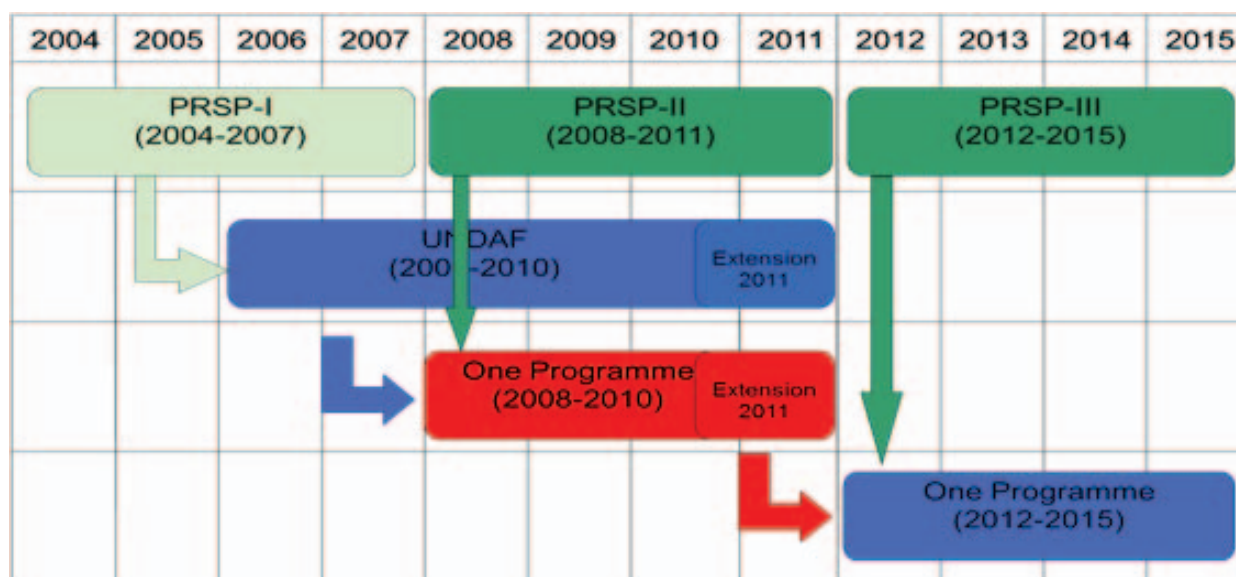 2004 2005 2006 2007 2008 2009 2010 2011 2012 2013 2014 2015
PRSP-I
(2004-2007)
PRSP-II
(2008-2011)
PRSP-III
(2012-2015)
UNDAF
Extension
2011
One Programme
(2008-2010)
Extension
2011
One Programme
(2012-2015)